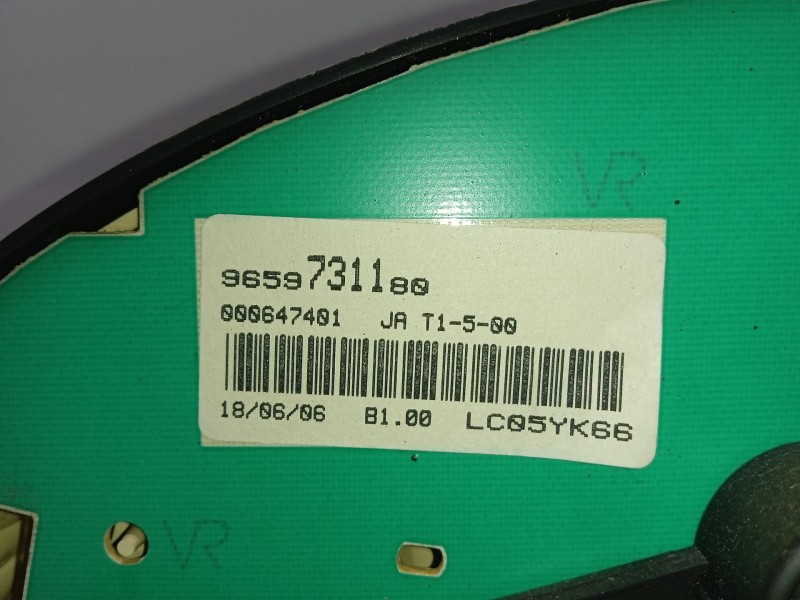 VR
9659731180
000647401 JA T1-5-00
18/06/06 B1.00 LC05YK66
VR